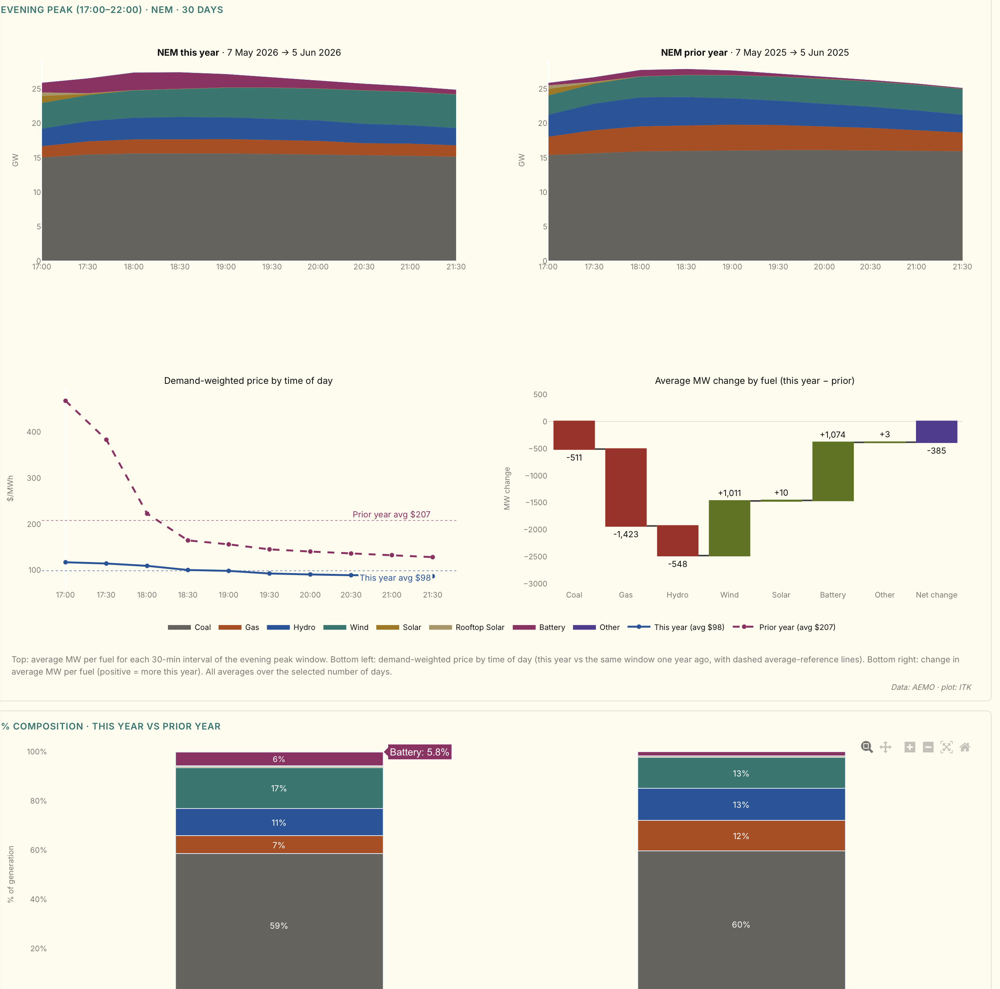 EVENING PEAK (17:00–22:00) · NEM · 30 DAYS
NEM this year · 7 May 2026 → 5 Jun 2026
GW
25
20
15
10
5
0
17:00 17:30 18:00 18:30 19:00 19:30 20:00 20:30 21:00 21:30
NEM prior year · 7 May 2025 → 5 Jun 2025
GW
25
20
15
10
5
0
17:00 17:30 18:00 18:30 19:00 19:30 20:00 20:30 21:00 21:30
Demand-weighted price by time of day
$/MWh
400
300
200
100
Prior year avg $207
This year avg $98
17:00 17:30 18:00 18:30 19:00 19:30 20:00 20:30 21:00 21:30
Average MW change by fuel (this year − prior)
MW change
500
0
−500
−1000
−1500
−2000
−2500
−3000
-511
-1,423
-548
+1,011
+10
+1,074
+3
-385
Coal Gas Hydro Wind Solar Battery Other Net change
Coal Gas Hydro Wind Solar Rooftop Solar Battery Other This year (avg $98) Prior year (avg $207)
Top: average MW per fuel for each 30-min interval of the evening peak window. Bottom left: demand-weighted price by time of day (this year vs the same window one year ago, with dashed average-reference lines). Bottom right: change in
average MW per fuel (positive = more this year). All averages over the selected number of days.
Data: AEMO · plot: ITK
% COMPOSITION · THIS YEAR VS PRIOR YEAR
% of generation
100%
80%
60%
40%
20%
Battery: 5.8%
6%
17%
11%
7%
59%
13%
13%
12%
60%